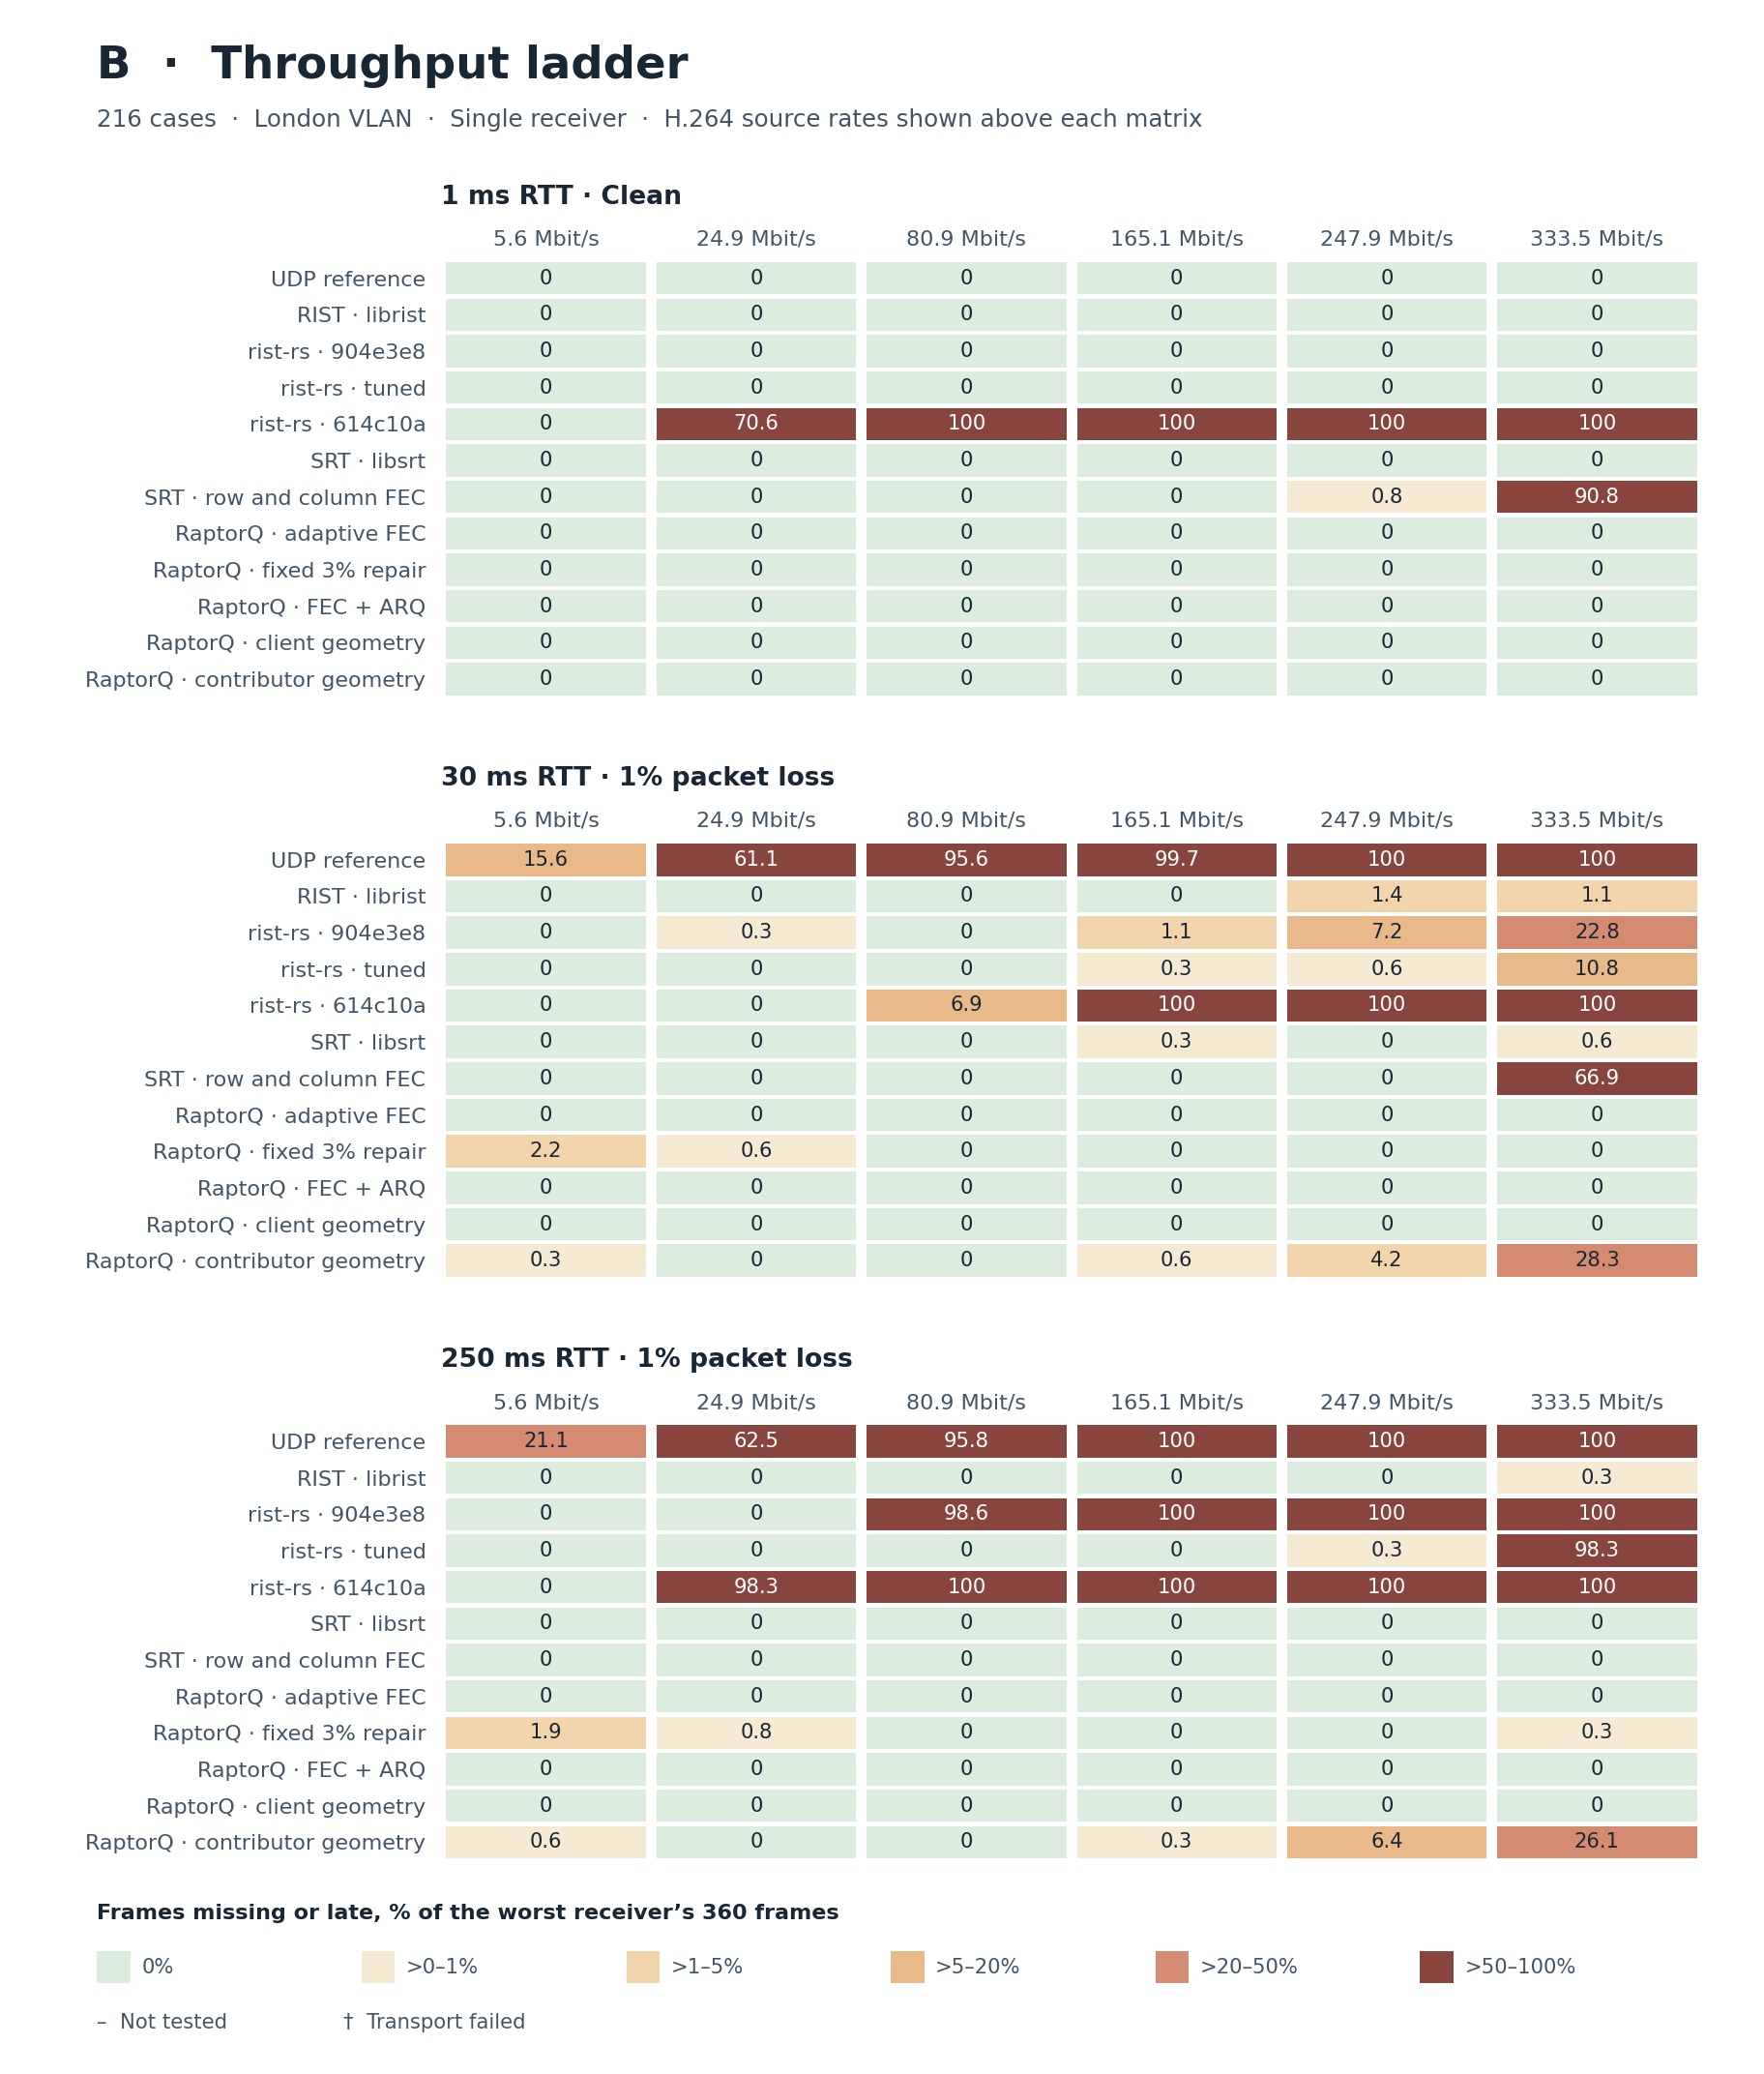 B · Throughput ladder
216 cases · London VLAN · Single receiver · H.264 source rates shown above each matrix
1 ms RTT · Clean
5.6 Mbit/s 24.9 Mbit/s 80.9 Mbit/s 165.1 Mbit/s 247.9 Mbit/s 333.5 Mbit/s
UDP reference 0 0 0 0 0 0
RIST · librist 0 0 0 0 0 0
rist-rs · 904e3e8 0 0 0 0 0 0
rist-rs · tuned 0 0 0 0 0 0
rist-rs · 614c10a 0 70.6 100 100 100 100
SRT · libsrt 0 0 0 0 0 0
SRT · row and column FEC 0 0 0 0 0.8 90.8
RaptorQ · adaptive FEC 0 0 0 0 0 0
RaptorQ · fixed 3% repair 0 0 0 0 0 0
RaptorQ · FEC + ARQ 0 0 0 0 0 0
RaptorQ · client geometry 0 0 0 0 0 0
RaptorQ · contributor geometry 0 0 0 0 0 0
30 ms RTT · 1% packet loss
5.6 Mbit/s 24.9 Mbit/s 80.9 Mbit/s 165.1 Mbit/s 247.9 Mbit/s 333.5 Mbit/s
UDP reference 15.6 61.1 95.6 99.7 100 100
RIST · librist 0 0 0 0 1.4 1.1
rist-rs · 904e3e8 0 0.3 0 1.1 7.2 22.8
rist-rs · tuned 0 0 0 0.3 0.6 10.8
rist-rs · 614c10a 0 0 6.9 100 100 100
SRT · libsrt 0 0 0 0.3 0 0.6
SRT · row and column FEC 0 0 0 0 0 66.9
RaptorQ · adaptive FEC 0 0 0 0 0 0
RaptorQ · fixed 3% repair 2.2 0.6 0 0 0 0
RaptorQ · FEC + ARQ 0 0 0 0 0 0
RaptorQ · client geometry 0 0 0 0 0 0
RaptorQ · contributor geometry 0.3 0 0 0.6 4.2 28.3
250 ms RTT · 1% packet loss
5.6 Mbit/s 24.9 Mbit/s 80.9 Mbit/s 165.1 Mbit/s 247.9 Mbit/s 333.5 Mbit/s
UDP reference 21.1 62.5 95.8 100 100 100
RIST · librist 0 0 0 0 0 0.3
rist-rs · 904e3e8 0 0 98.6 100 100 100
rist-rs · tuned 0 0 0 0 0.3 98.3
rist-rs · 614c10a 0 98.3 100 100 100 100
SRT · libsrt 0 0 0 0 0 0
SRT · row and column FEC 0 0 0 0 0 0
RaptorQ · adaptive FEC 0 0 0 0 0 0
RaptorQ · fixed 3% repair 1.9 0.8 0 0 0 0.3
RaptorQ · FEC + ARQ 0 0 0 0 0 0
RaptorQ · client geometry 0 0 0 0 0 0
RaptorQ · contributor geometry 0.6 0 0 0.3 6.4 26.1
Frames missing or late, % of the worst receiver’s 360 frames
0% >0–1% >1–5% >5–20% >20–50% >50–100%
– Not tested † Transport failed